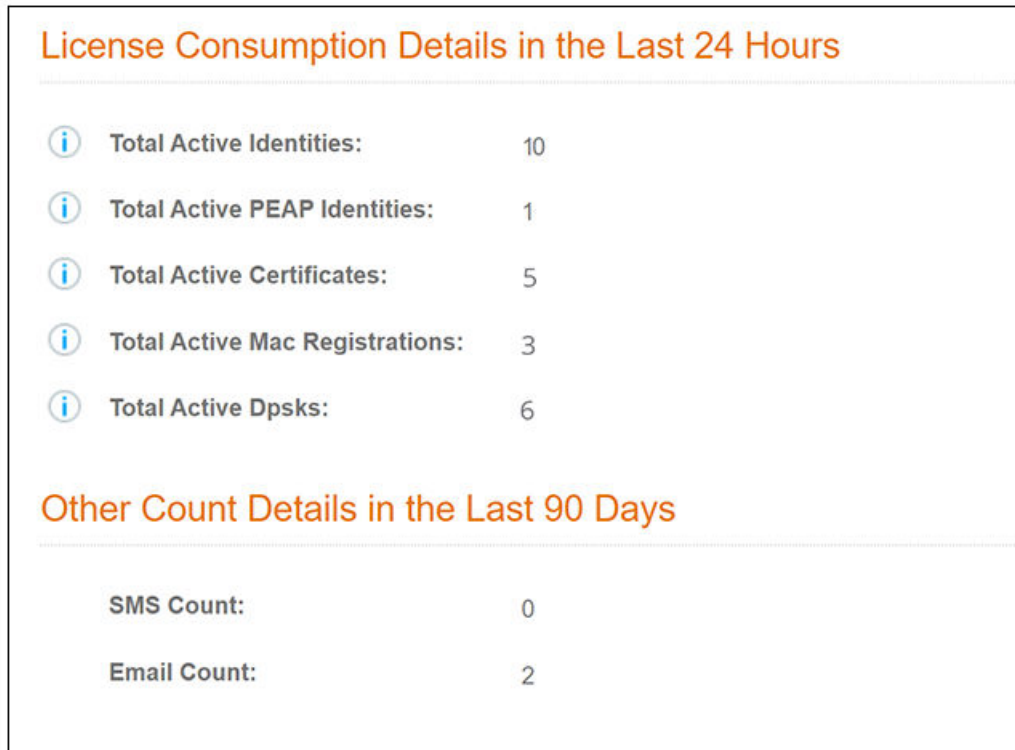 License Consumption Details in the Last 24 Hours
Total Active Identities: 10
Total Active PEAP Identities: 1
Total Active Certificates: 5
Total Active Mac Registrations: 3
Total Active Dpsks: 6
Other Count Details in the Last 90 Days
SMS Count: 0
Email Count: 2